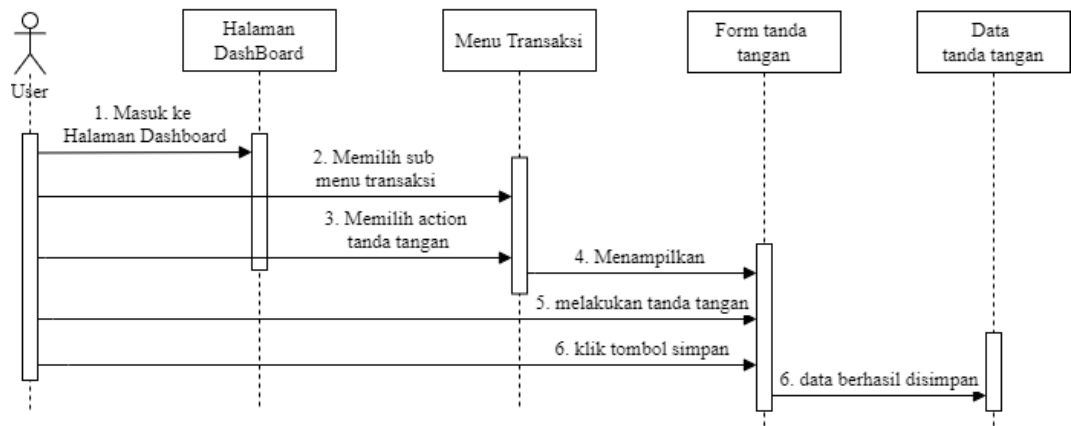 Halaman
DashBoard
Menu Transaksi
Form tanda
tangan
Data
tanda tangan
User
1. Masuk ke
Halaman Dashboard
2. Memilih sub
menu transaksi
3. Memilih action
tanda tangan
4. Menampilkan
5. melakukan tanda tangan
6. klik tombol simpan
6. data berhasil disimpan